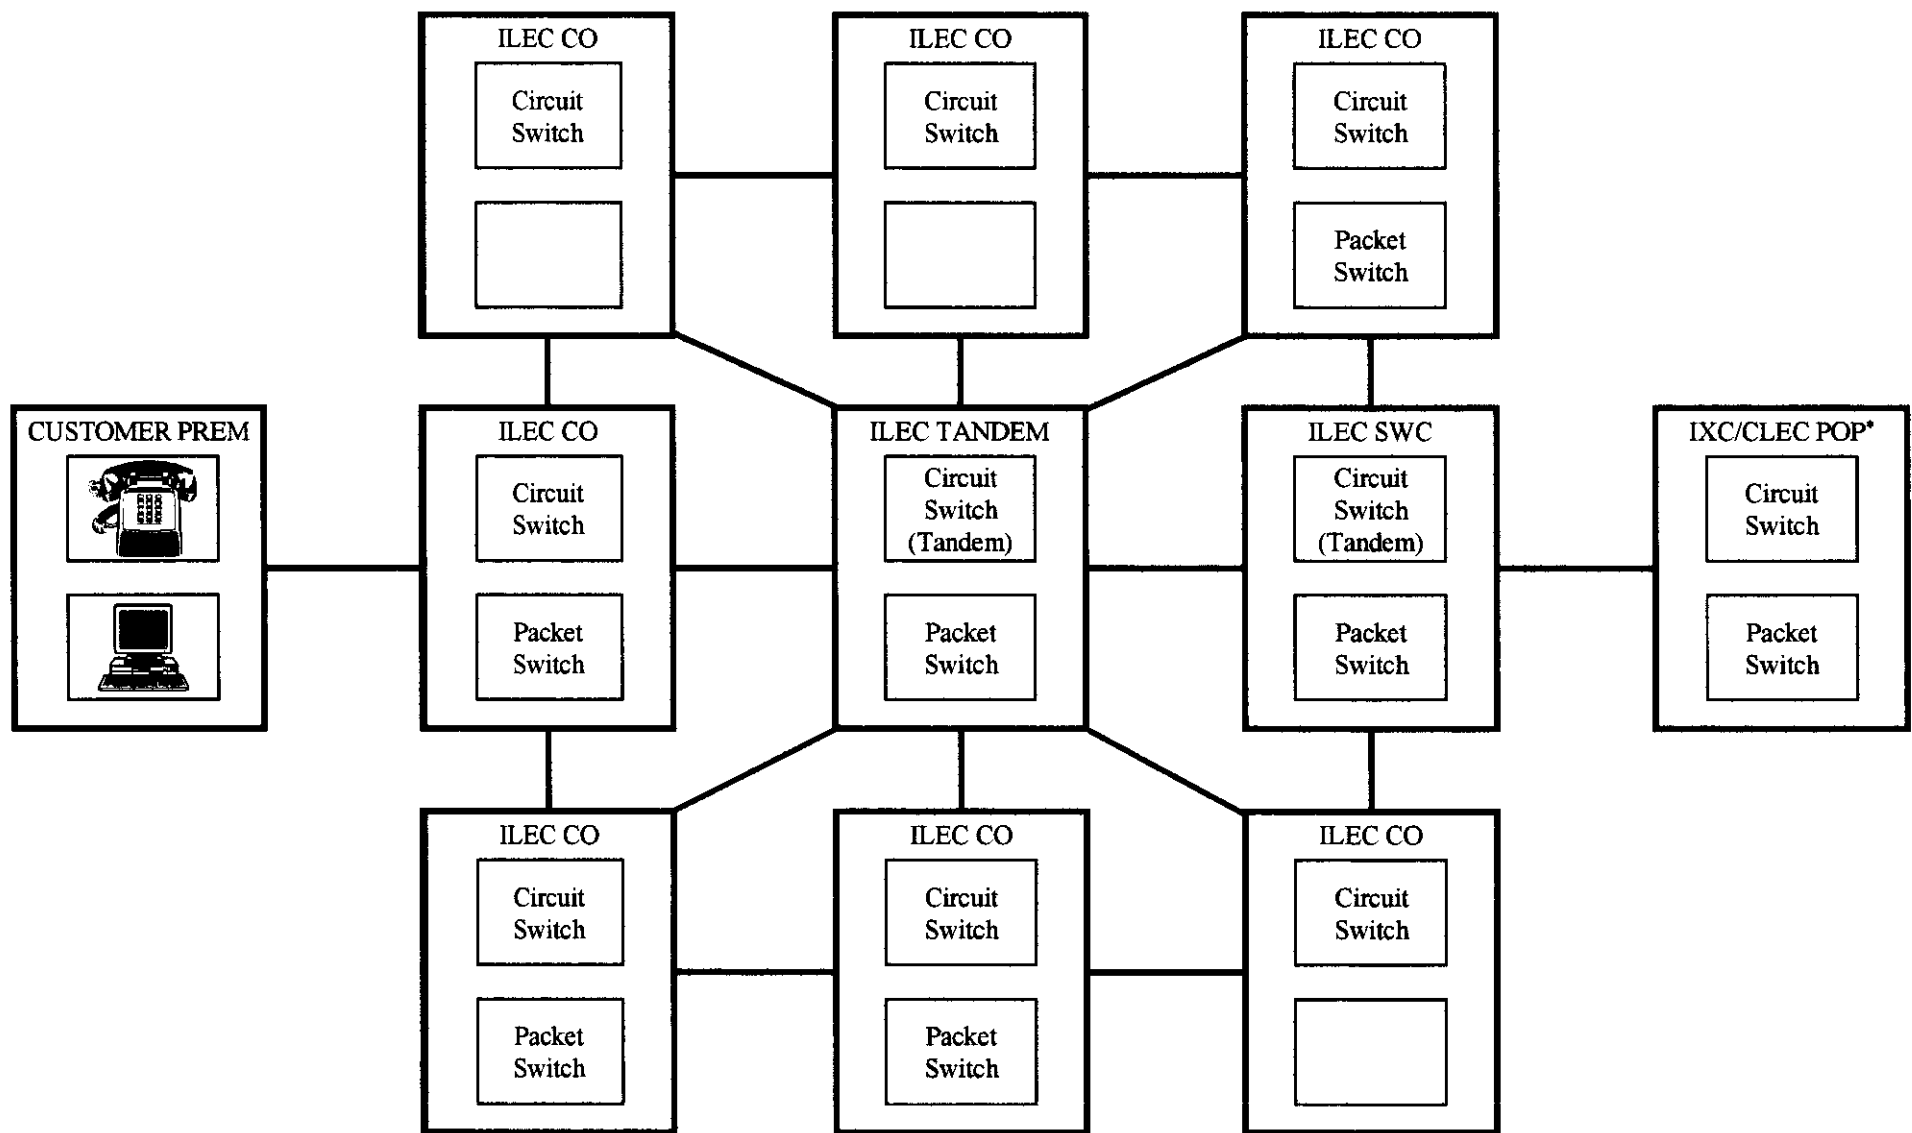 ILEC CO
Circuit
Switch
ILEC CO
Circuit
Switch
ILEC CO
Circuit
Switch
Packet
Switch
CUSTOMER PREM
ILEC CO
Circuit
Switch
Packet
Switch
ILEC TANDEM
Circuit
Switch
(Tandem)
Packet
Switch
ILEC SWC
Circuit
Switch
(Tandem)
Packet
Switch
IXC/CLEC POP*
Circuit
Switch
Packet
Switch
ILEC CO
Circuit
Switch
Packet
Switch
ILEC CO
Circuit
Switch
Packet
Switch
ILEC CO
Circuit
Switch